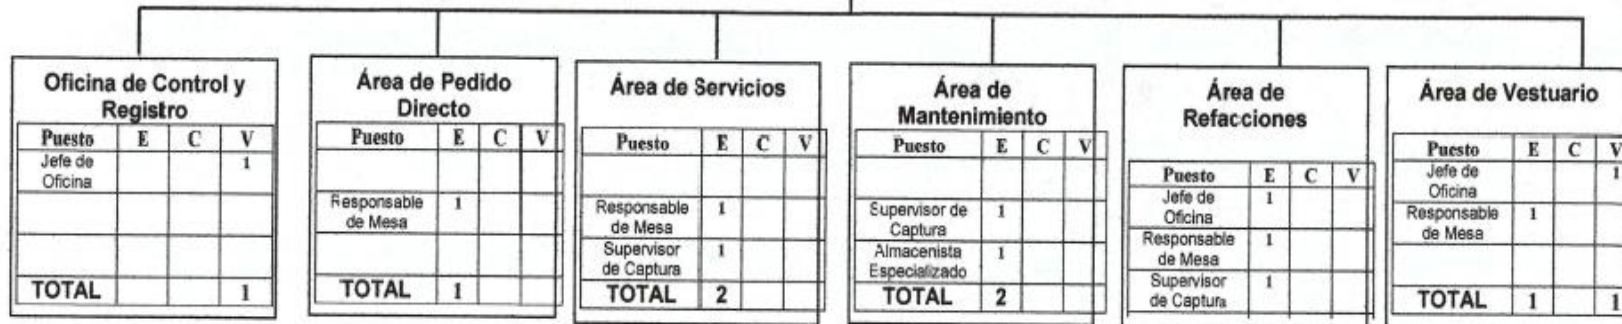 Oficina de Control y
Registro
Puesto E C V
Jefe de 1
Oficina
TOTAL 1
Área de Pedido
Directo
Puesto E C V
Responsable 1
de Mesa
TOTAL 1
Área de Servicios
Puesto E C V
Responsable 1
de Mesa
Supervisor 1
de Captura
TOTAL 2
Área de
Mantenimiento
Puesto E C V
Supervisor de 1
Captura
Almacenista 1
Especializado
TOTAL 2
Área de
Refacciones
Puesto E C V
Jefe de 1
Oficina
Responsable 1
de Mesa
Supervisor 1
de Captura
Área de Vestuario
Puesto E C V
Jefe de 1
Oficina
Responsable 1
de Mesa
TOTAL 1 1